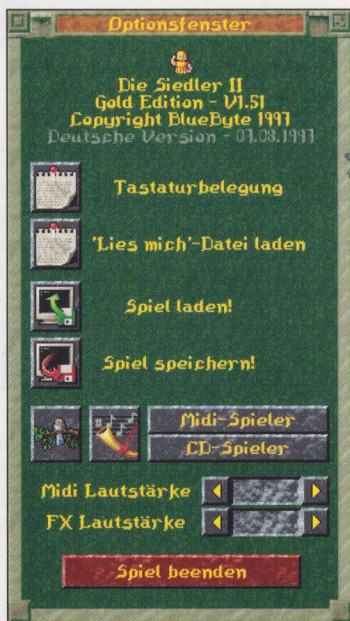 Optionsfenster
Die Siedler II
Gold Edition - V1.51
Copyright BlueByte 1997
Deutsche Version - 07.08.1997
Tastaturbelegung
'Lies mich'-Datei laden
Spiel laden!
Spiel speichern!
Midi-Spieler
CD-Spieler
Midi Lautstärke
FX Lautstärke
Spiel beenden